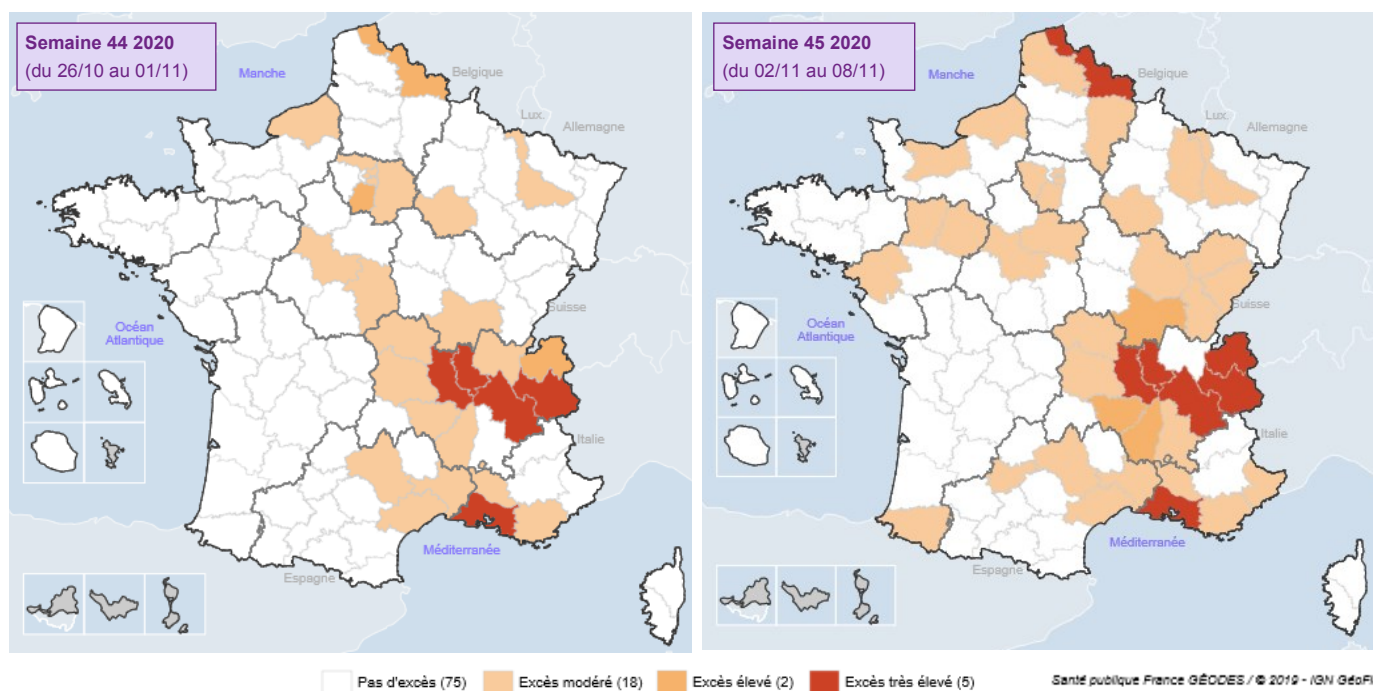 Semaine 44 2020
(du 26/10 au 01/11)
Manche
Belgique
Lux.
Allemagne
Suisse
Océan
Atlantique
Italie
Méditerranée
Espagne
Semaine 45 2020
(du 02/11 au 08/11)
Manche
Belgique
Lux.
Allemagne
Suisse
Océan
Atlantique
Italie
Méditerranée
Espagne
Pas d'excès (75)
Excès modéré (18)
Excès élevé (2)
Excès très élevé (5)
Santé publique France GÉODES / © 2019 - IGN GéoFl